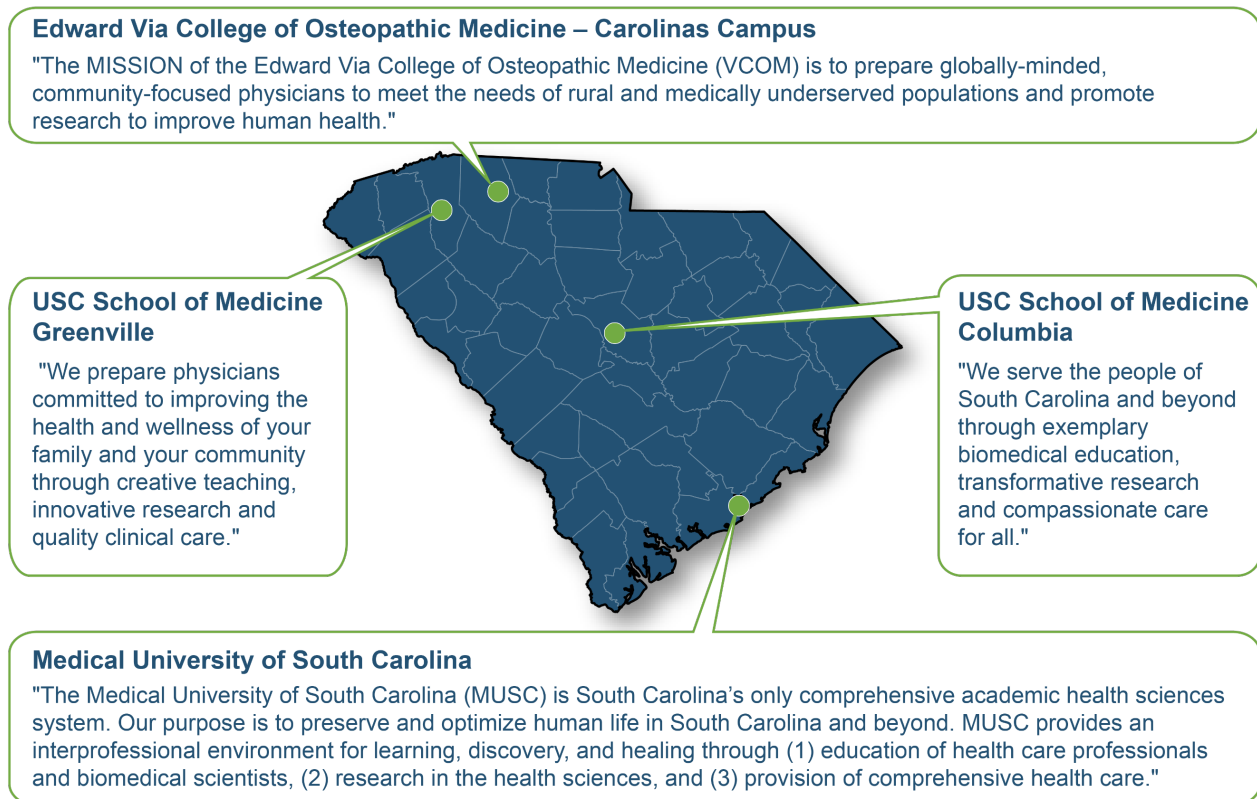 Edward Via College of Osteopathic Medicine – Carolinas Campus
"The MISSION of the Edward Via College of Osteopathic Medicine (VCOM) is to prepare globally-minded,
community-focused physicians to meet the needs of rural and medically underserved populations and promote
research to improve human health."
USC School of Medicine
Greenville
"We prepare physicians
committed to improving the
health and wellness of your
family and your community
through creative teaching,
innovative research and
quality clinical care."
USC School of Medicine
Columbia
"We serve the people of
South Carolina and beyond
through exemplary
biomedical education,
transformative research
and compassionate care
for all."
Medical University of South Carolina
"The Medical University of South Carolina (MUSC) is South Carolina’s only comprehensive academic health sciences
system. Our purpose is to preserve and optimize human life in South Carolina and beyond. MUSC provides an
interprofessional environment for learning, discovery, and healing through (1) education of health care professionals
and biomedical scientists, (2) research in the health sciences, and (3) provision of comprehensive health care."